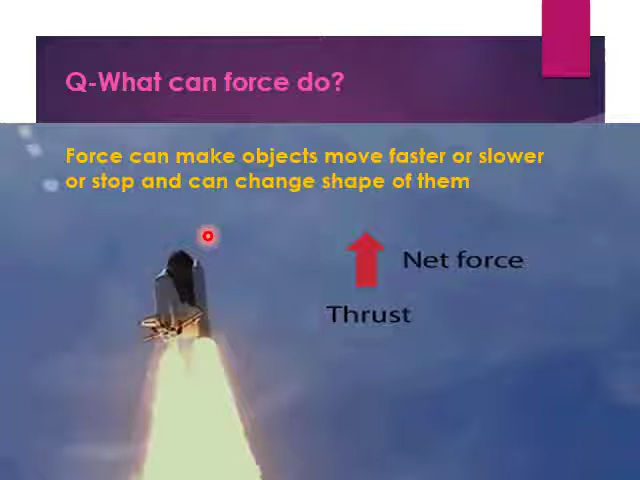 Q-What can force do?
Force can make objects move faster or slower
or stop and can change shape of them
Net force
Thrust